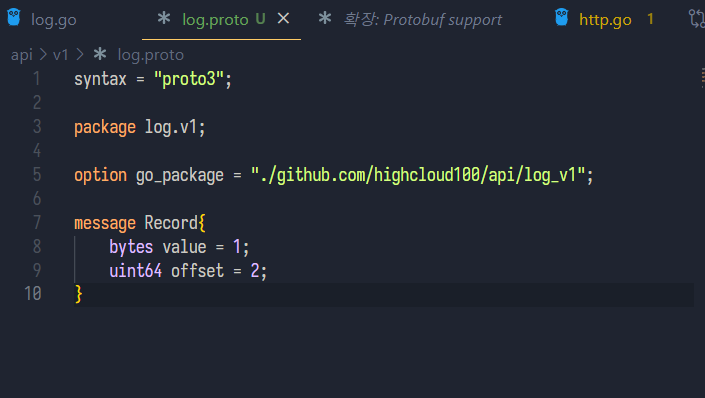 log.go log.proto U × 확장: Protobuf support http.go 1
api > v1 > log.proto
1 syntax = "proto3";
2
3 package log.v1;
4
5 option go_package = "./github.com/highcloud100/api/log_v1";
6
7 message Record{
8 bytes value = 1;
9 uint64 offset = 2;
10 }